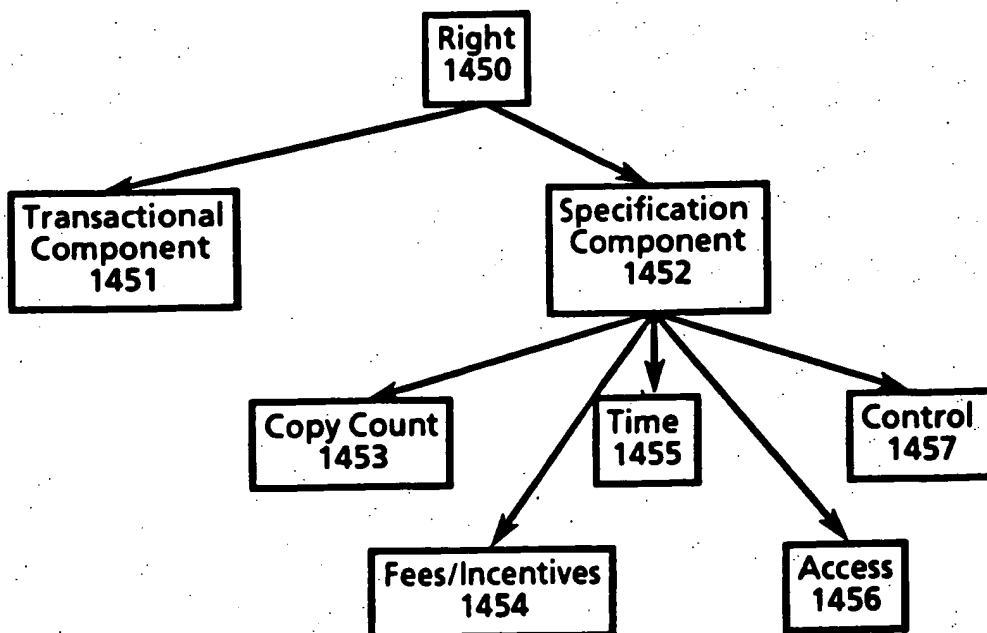 Right
1450
Transactional
Component
1451
Specification
Component
1452
Copy Count
1453
Time
1455
Control
1457
Fees/Incentives
1454
Access
1456